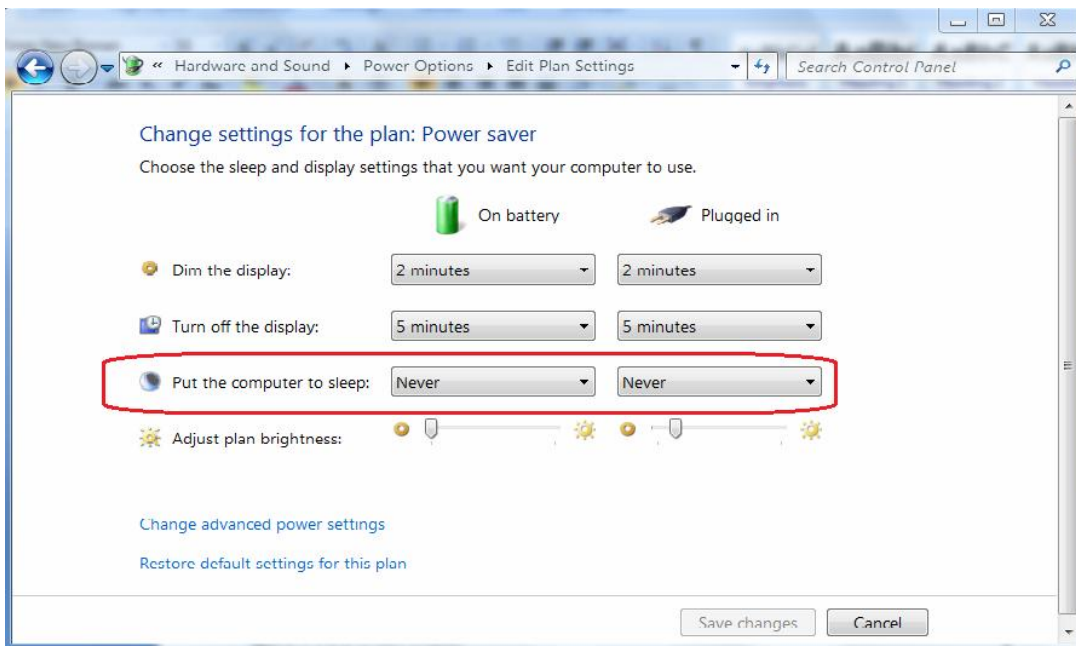 « Hardware and Sound ▸ Power Options ▸ Edit Plan Settings Search Control Panel
Change settings for the plan: Power saver
Choose the sleep and display settings that you want your computer to use.
On battery Plugged in
Dim the display: 2 minutes 2 minutes
Turn off the display: 5 minutes 5 minutes
Put the computer to sleep: Never Never
Adjust plan brightness:
Change advanced power settings
Restore default settings for this plan
Save changes Cancel